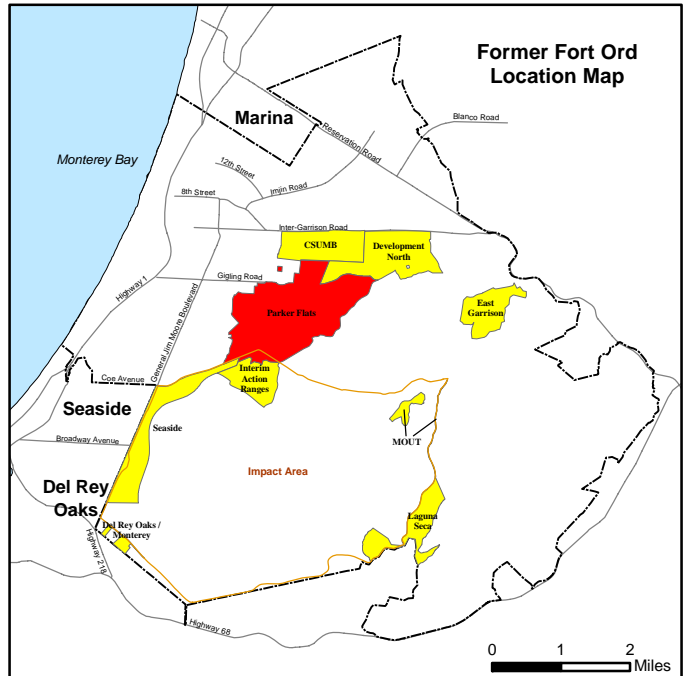 Former Fort Ord
Location Map
Marina
Blanco Road
Reservation Road
Monterey Bay
12th Street
Imjin Road
8th Street
Inter-Garrison Road
CSUMB
Development
North
Gigling Road
Highway 1
General Jim Moore Boulevard
East
Garrison
Parker Flats
Interim
Action
Ranges
Coe Avenue
Seaside
Seaside
Broadway Avenue
MOUT
Impact Area
Del Rey
Oaks
Laguna
Seca
Del Rey Oaks /
Monterey
Highway 218
Highway 68
0 1 2
Miles